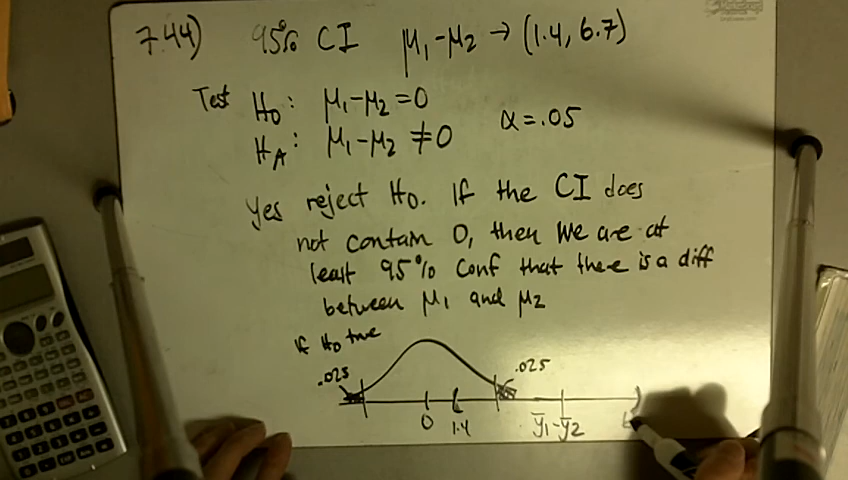 7.44) 95% CI μ₁-μ₂ → (1.4, 6.7)
Test H₀: μ₁-μ₂=0
α=.05
H_A: μ₁-μ₂≠0
Yes reject H₀. If the CI does
not contain 0, then we are at
least 95% Conf that there is a diff
between μ₁ and μ₂
If H₀ true
.025 .025
0 1.4 ȳ₁-ȳ₂